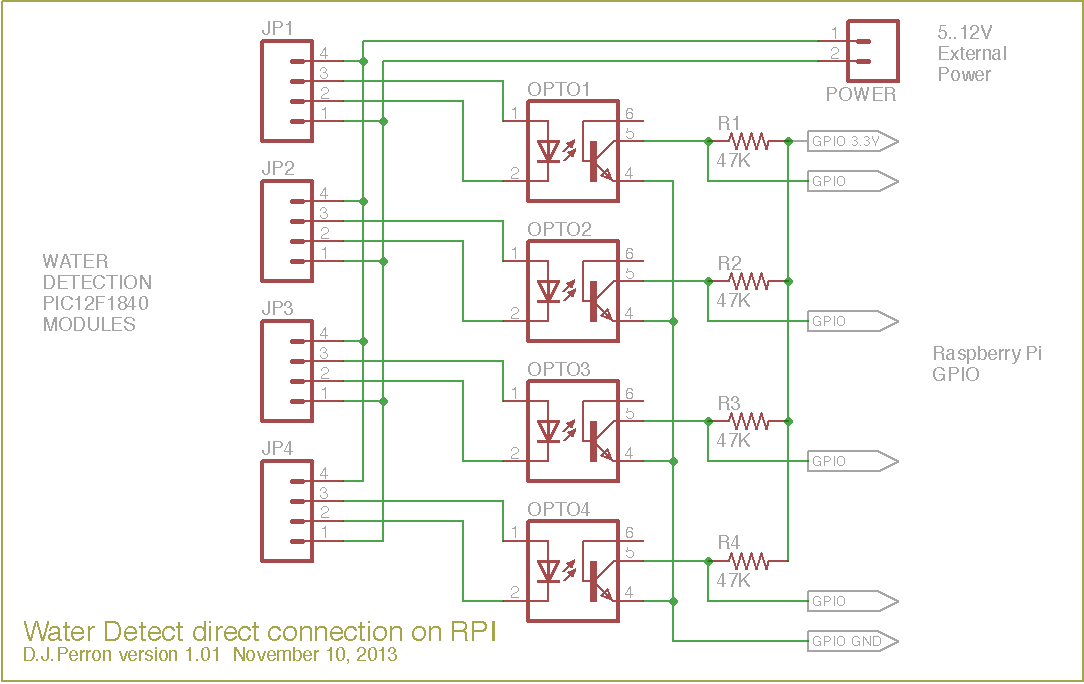 JP1
4
3
2
1
OPTO1
1
2
6
5
4
1
2
POWER
5..12V
External
Power
R1
47K
GPIO 3.3V
GPIO
JP2
4
3
2
1
OPTO2
1
2
6
5
4
R2
47K
GPIO
WATER
DETECTION
PIC12F1840
MODULES
JP3
4
3
2
1
OPTO3
1
2
6
5
4
R3
47K
GPIO
Raspberry Pi
GPIO
JP4
4
3
2
1
OPTO4
1
2
6
5
4
R4
47K
GPIO
GPIO GND
Water Detect direct connection on RPI
D.J.Perron version 1.01 November 10, 2013